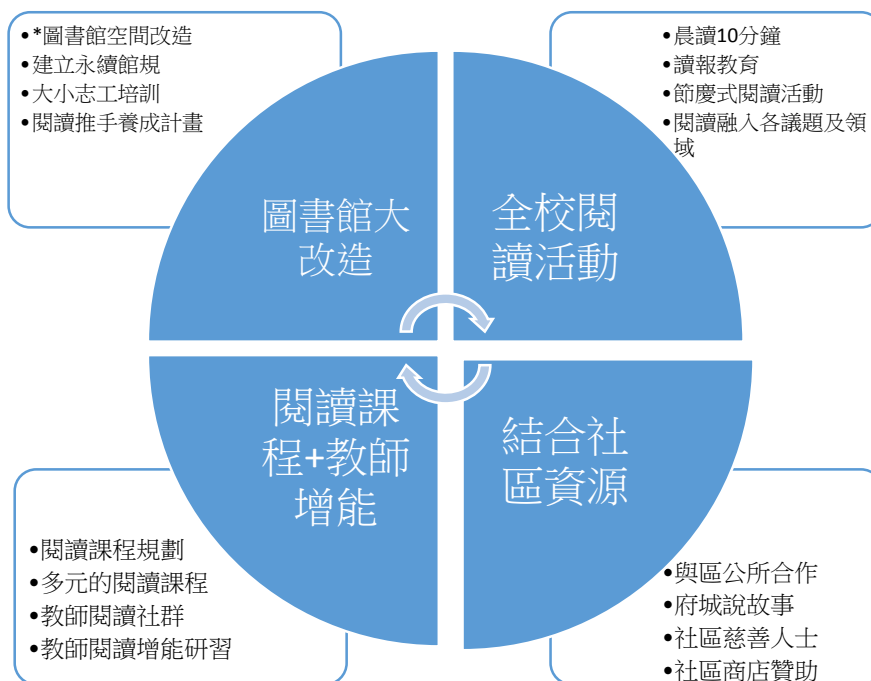 •*圖書館空間改造
•建立永續館規
•大小志工培訓
•閱讀推手養成計畫
•晨讀10分鐘
•讀報教育
•節慶式閱讀活動
•閱讀融入各議題及領
域
圖書館大
改造
全校閱
讀活動
閱讀課
程+教師
增能
結合社
區資源
•閱讀課程規劃
•多元的閱讀課程
•教師閱讀社群
•教師閱讀增能研習
•與區公所合作
•府城說故事
•社區慈善人士
•社區商店贊助